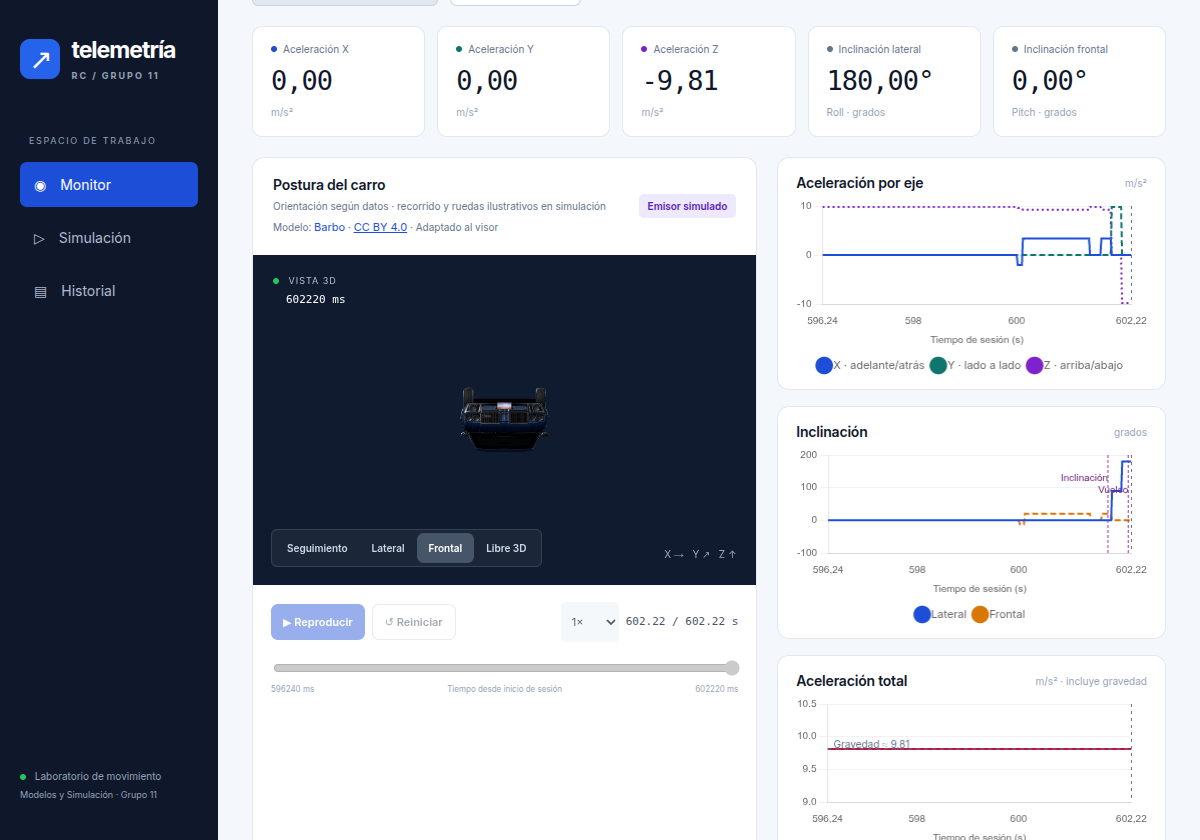 telemetría
RC / GRUPO 11
ESPACIO DE TRABAJO
Monitor
Simulación
Historial
Laboratorio de movimiento
Modelos y Simulación · Grupo 11
Aceleración X
0,00
m/s²
Aceleración Y
0,00
m/s²
Aceleración Z
-9,81
m/s²
Inclinación lateral
180,00°
Roll · grados
Inclinación frontal
0,00°
Pitch · grados
Postura del carro
Orientación según datos · recorrido y ruedas ilustrativos en simulación
Modelo: Barbo · CC BY 4.0 · Adaptado al visor
Emisor simulado
VISTA 3D
602220 ms
Seguimiento Lateral Frontal Libre 3D
X → Y ↗ Z ↑
▶ Reproducir ↺ Reiniciar 1× 602.22 / 602.22 s
596240 ms Tiempo desde inicio de sesión 602220 ms
Aceleración por eje m/s²
10
0
-10
596,24 598 600 602,22
Tiempo de sesión (s)
X · adelante/atrás Y · lado a lado Z · arriba/abajo
Inclinación grados
200
100
0
-100
Inclinación
Vuelco
596,24 598 600 602,22
Tiempo de sesión (s)
Lateral Frontal
Aceleración total m/s² · incluye gravedad
10.5
10.0
9.5
9.0
Gravedad ≈ 9.81
596,24 598 600 602,22
Tiempo de sesión (s)